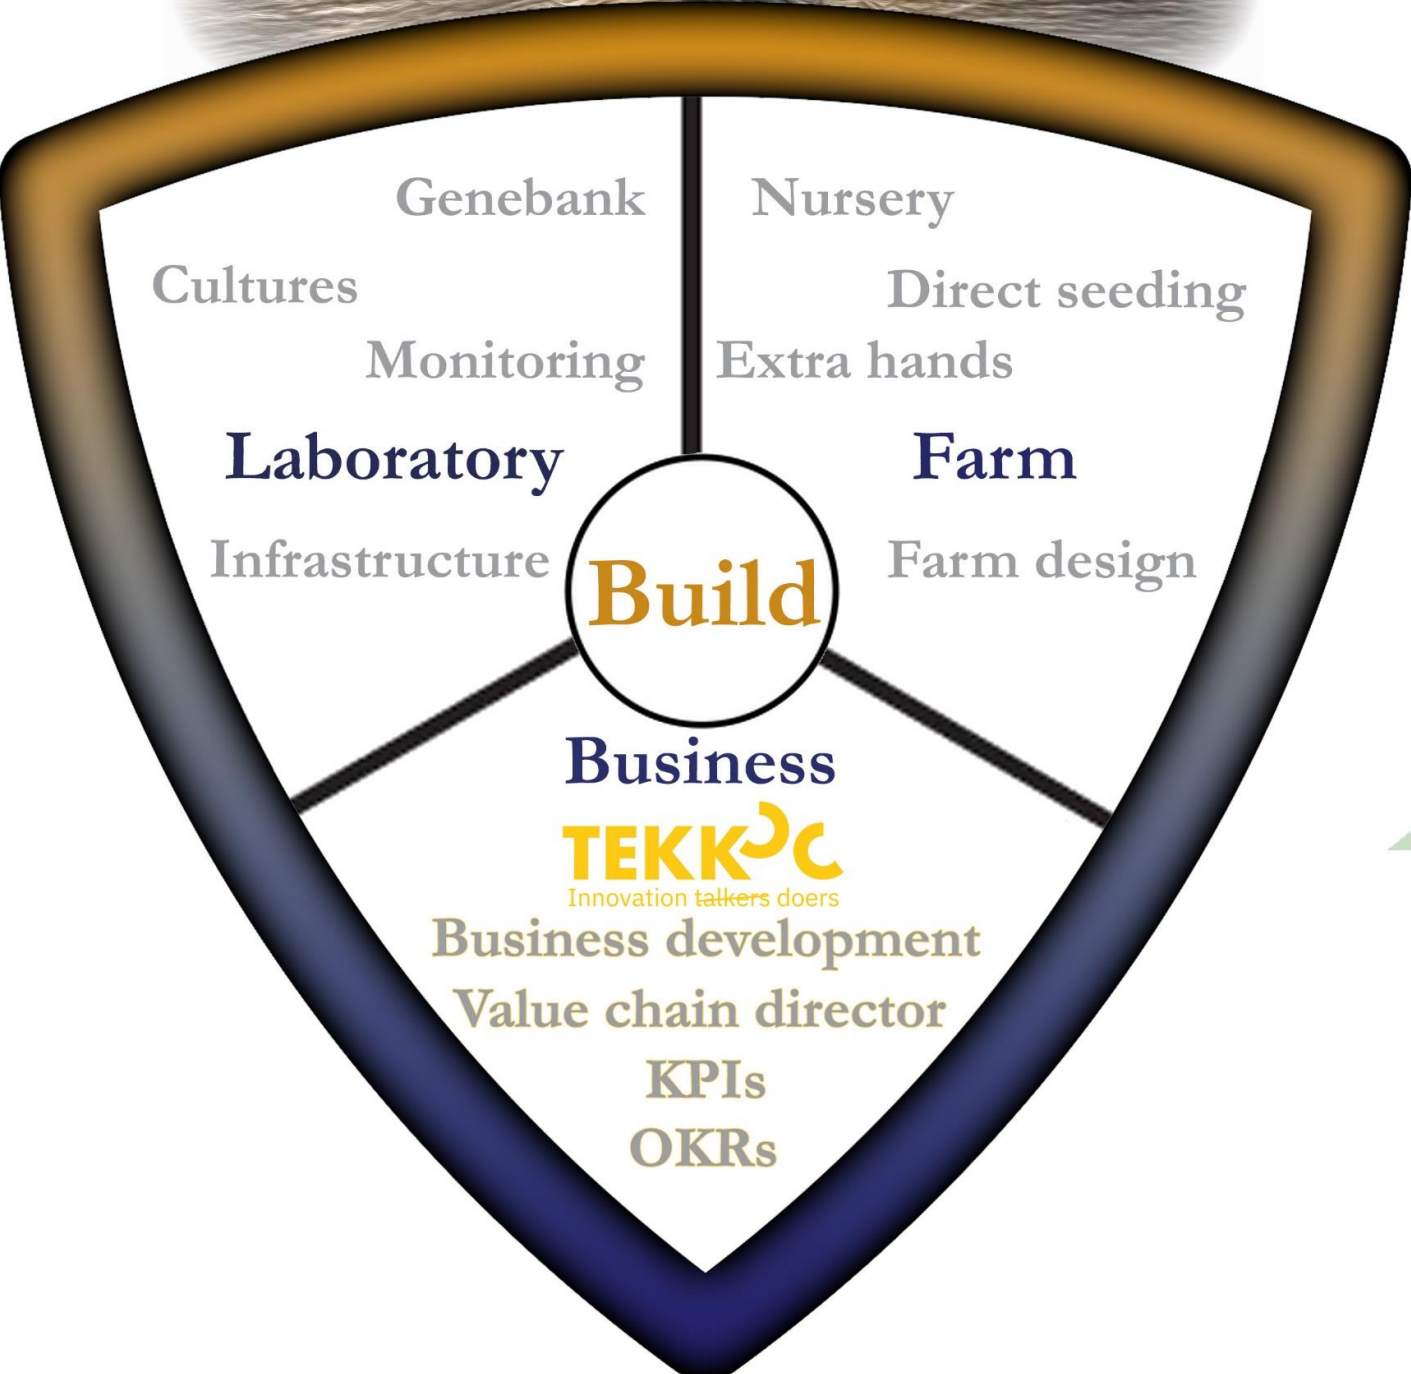 Genebank
Cultures
Monitoring
Laboratory
Infrastructure
Nursery
Direct seeding
Extra hands
Farm
Farm design
Build
Business
TEKKOC
Innovation talkers doers
Business development
Value chain director
KPIs
OKRs